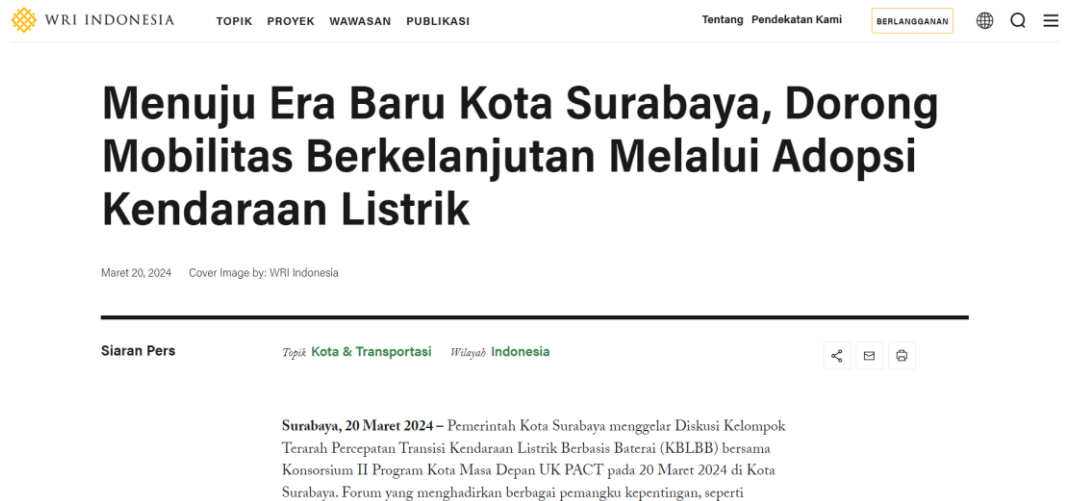 WRI INDONESIA
TOPIK PROYEK WAWASAN PUBLIKASI
Tentang Pendekatan Kami
BERLANGGANAN
Menuju Era Baru Kota Surabaya, Dorong
Mobilitas Berkelanjutan Melalui Adopsi
Kendaraan Listrik
Maret 20, 2024 Cover Image by: WRI Indonesia
Siaran Pers
Topik Kota & Transportasi Wilayah Indonesia
Surabaya, 20 Maret 2024 – Pemerintah Kota Surabaya menggelar Diskusi Kelompok
Terarah Percepatan Transisi Kendaraan Listrik Berbasis Baterai (KBLBB) bersama
Konsorsium II Program Kota Masa Depan UK PACT pada 20 Maret 2024 di Kota
Surabaya. Forum yang menghadirkan berbagai pemangku kepentingan, seperti